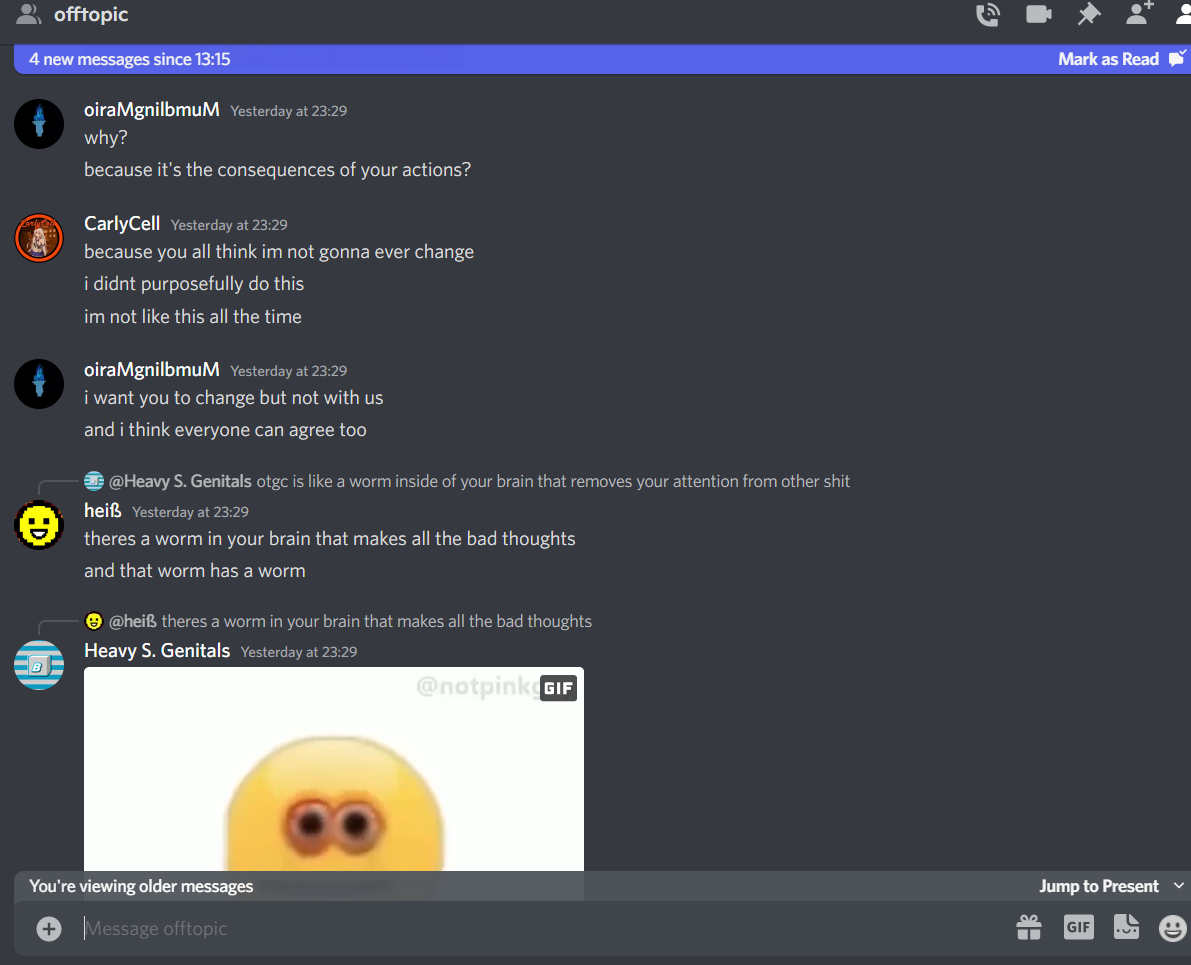 offtopic
4 new messages since 13:15
Mark as Read
oiraMgnilbmuM Yesterday at 23:29
why?
because it's the consequences of your actions?
CarlyCell Yesterday at 23:29
because you all think im not gonna ever change
i didnt purposefully do this
im not like this all the time
oiraMgnilbmuM Yesterday at 23:29
i want you to change but not with us
and i think everyone can agree too
@Heavy S. Genitals otgc is like a worm inside of your brain that removes your attention from other shit
heiß Yesterday at 23:29
theres a worm in your brain that makes all the bad thoughts
and that worm has a worm
@heiß theres a worm in your brain that makes all the bad thoughts
Heavy S. Genitals Yesterday at 23:29
B
GIF
You're viewing older messages
Jump to Present
Message offtopic
GIF